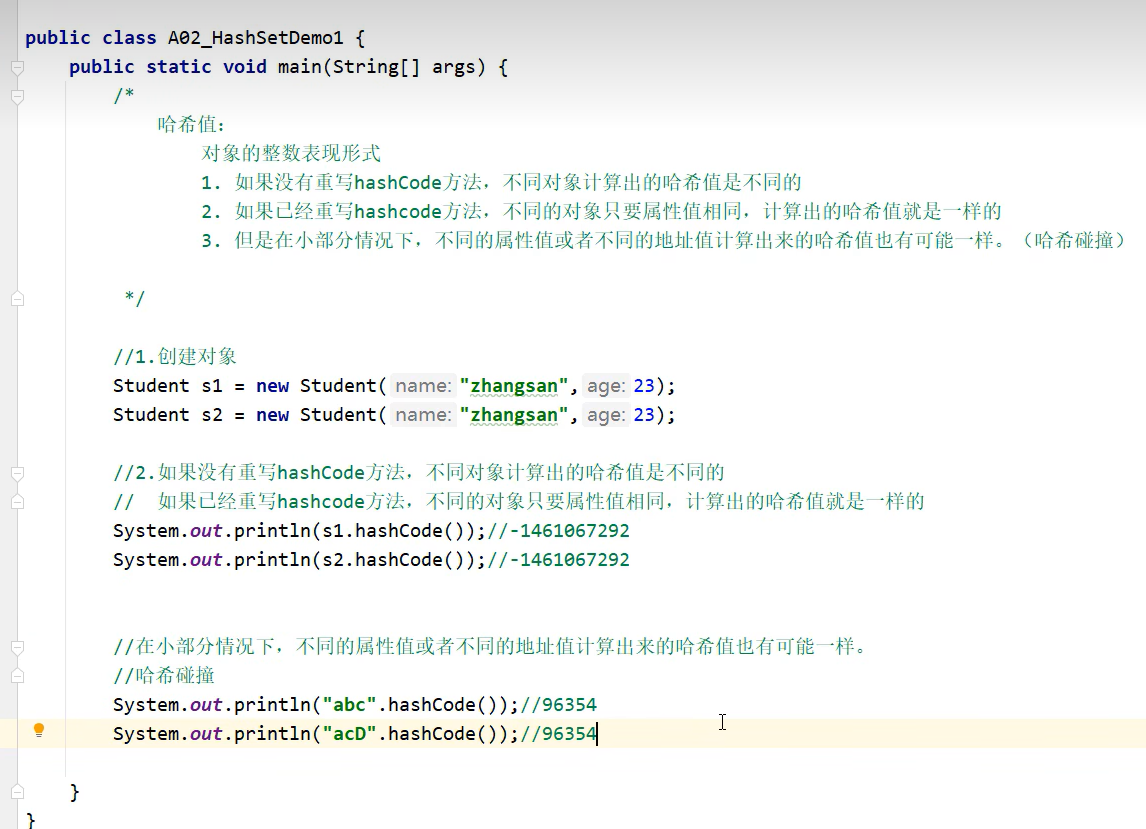 public class A02_HashSetDemo1 {
public static void main(String[] args) {
/*
哈希值：
对象的整数表现形式
1. 如果没有重写hashCode方法，不同对象计算出的哈希值是不同的
2. 如果已经重写hashcode方法，不同的对象只要属性值相同，计算出的哈希值就是一样的
3. 但是在小部分情况下，不同的属性值或者不同的地址值计算出来的哈希值也有可能一样。（哈希碰撞）
*/
//1.创建对象
Student s1 = new Student( name: "zhangsan", age: 23);
Student s2 = new Student( name: "zhangsan", age: 23);
//2.如果没有重写hashCode方法，不同对象计算出的哈希值是不同的
// 如果已经重写hashcode方法，不同的对象只要属性值相同，计算出的哈希值就是一样的
System.out.println(s1.hashCode());//-1461067292
System.out.println(s2.hashCode());//-1461067292
//在小部分情况下，不同的属性值或者不同的地址值计算出来的哈希值也有可能一样。
//哈希碰撞
System.out.println("abc".hashCode());//96354
System.out.println("acD".hashCode());//96354
}
}